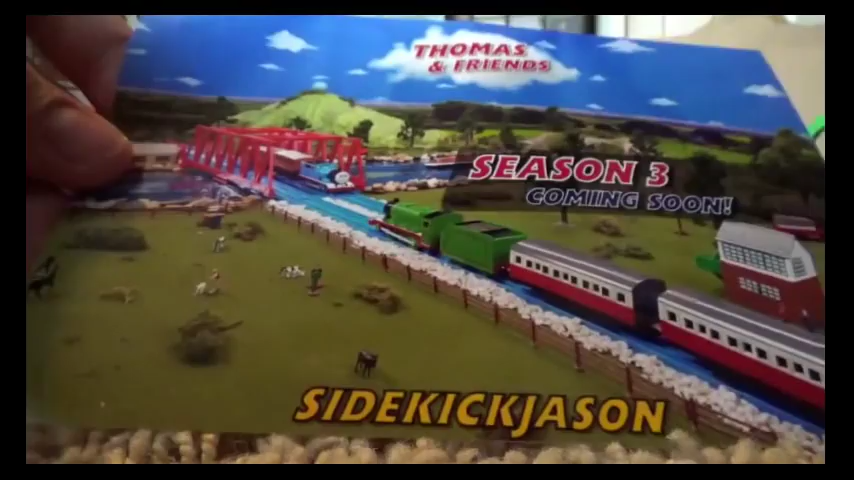 THOMAS
& FRIENDS
SEASON 3
COMING SOON!
SIDEKICKJASON